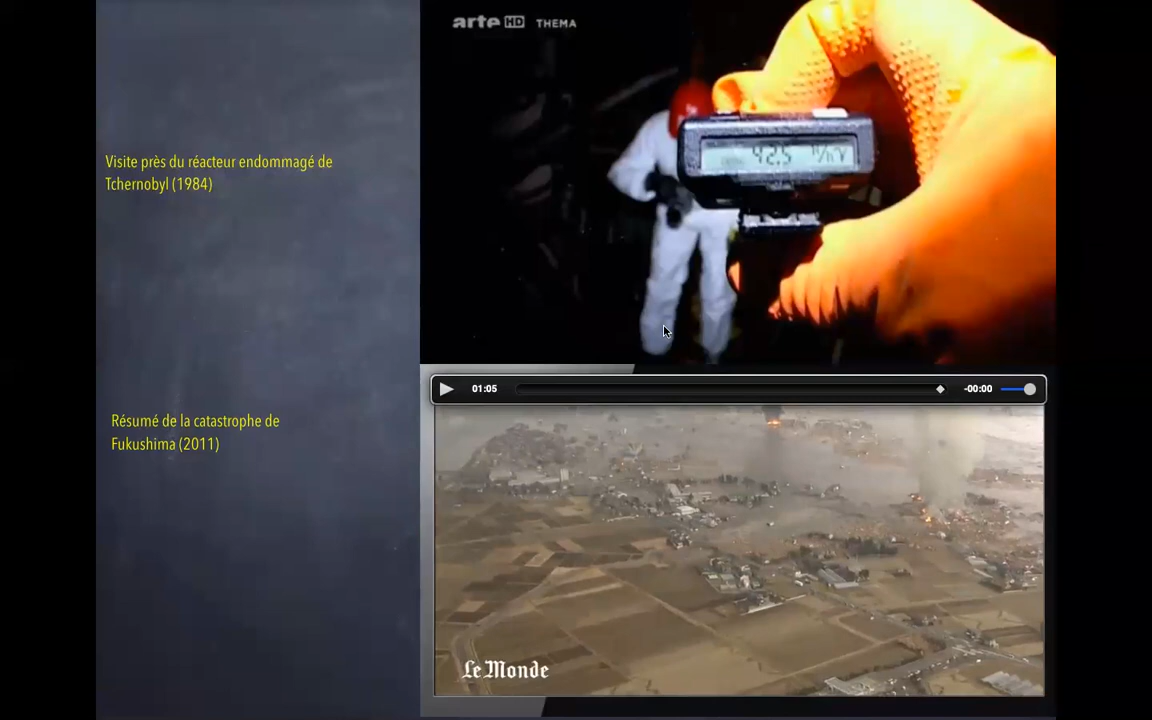 arte HD THEMA
Visite près du réacteur endommagé de
Tchernobyl (1984)
42.5
01:05
-00:00
Résumé de la catastrophe de
Fukushima (2011)
Le Monde